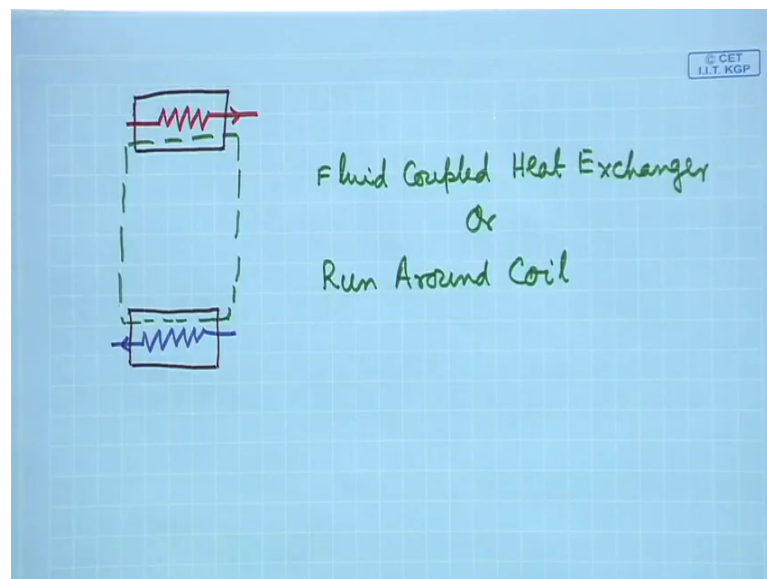 © CET
I.I.T. KGP
Fluid Coupled Heat Exchanger
Or
Run Around Coil